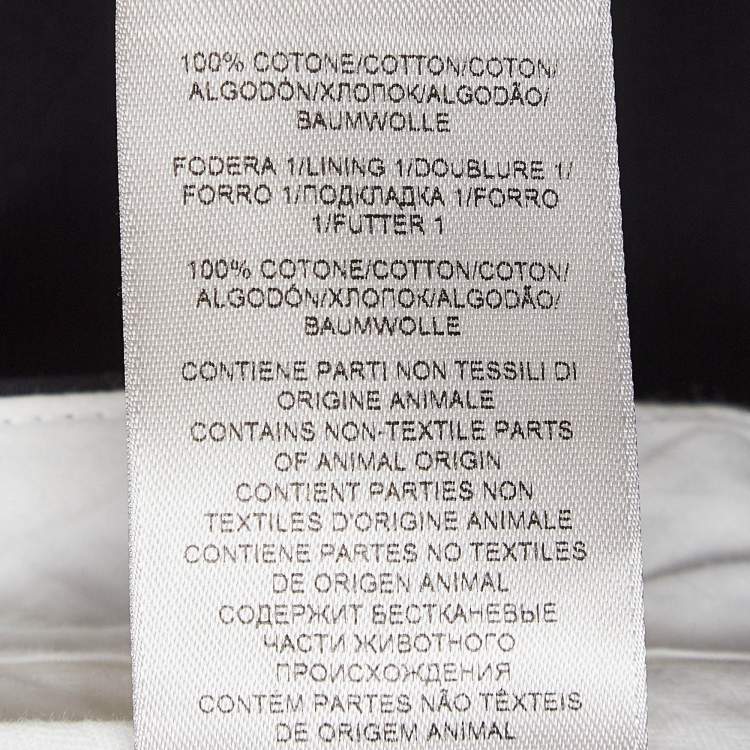 100% COTONE/COTTON/COTON/
ALGODÓN/ХЛОПОК/ALGODÃO/
BAUMWOLLE
FODERA 1/LINING 1/DOUBLURE 1/
FORRO 1/ПОДКЛАДКА 1/FORRO
1/FUTTER 1
100% COTONE/COTTON/COTON/
ALGODÓN/ХЛОПОК/ALGODÃO/
BAUMWOLLE
CONTIENE PARTI NON TESSILI DI
ORIGINE ANIMALE
CONTAINS NON-TEXTILE PARTS
OF ANIMAL ORIGIN
CONTIENT PARTIES NON
TEXTILES D'ORIGINE ANIMALE
CONTIENE PARTES NO TEXTILES
DE ORIGEN ANIMAL
СОДЕРЖИТ БЕСТКАНЕВЫЕ
ЧАСТИ ЖИВОТНОГО
ПРОИСХОЖДЕНИЯ
CONTÉM PARTES NÃO TÊXTEIS
DE ORIGEM ANIMAL